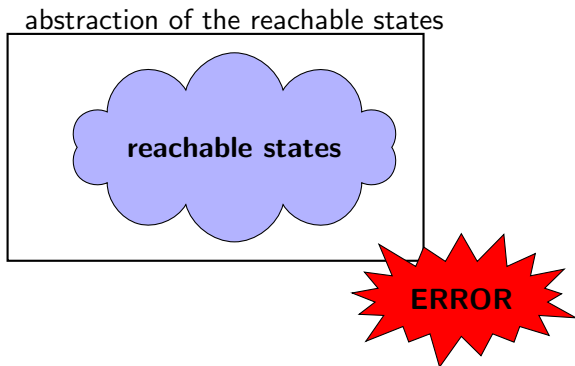 abstraction of the reachable states
reachable states
ERROR